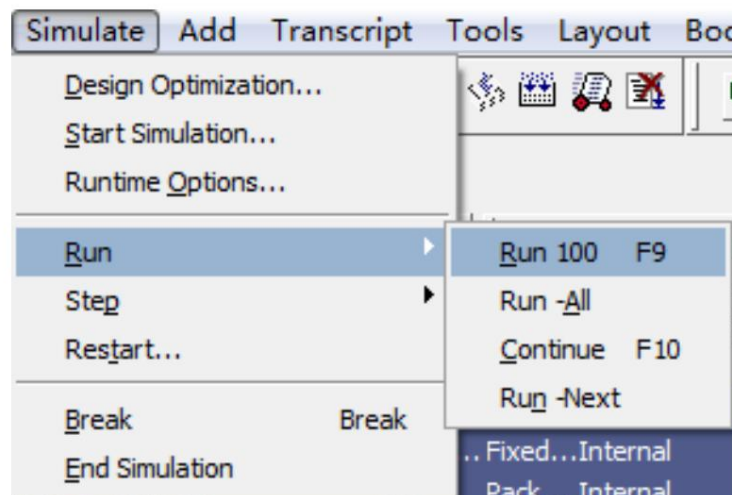 Simulate Add Transcript Tools Layout
Design Optimization...
Start Simulation...
Runtime Options...
Run
Run 100 F9
Step
Run -All
Restart...
Continue F10
Run -Next
Break Break
.. Fixed...Internal
End Simulation
Internal